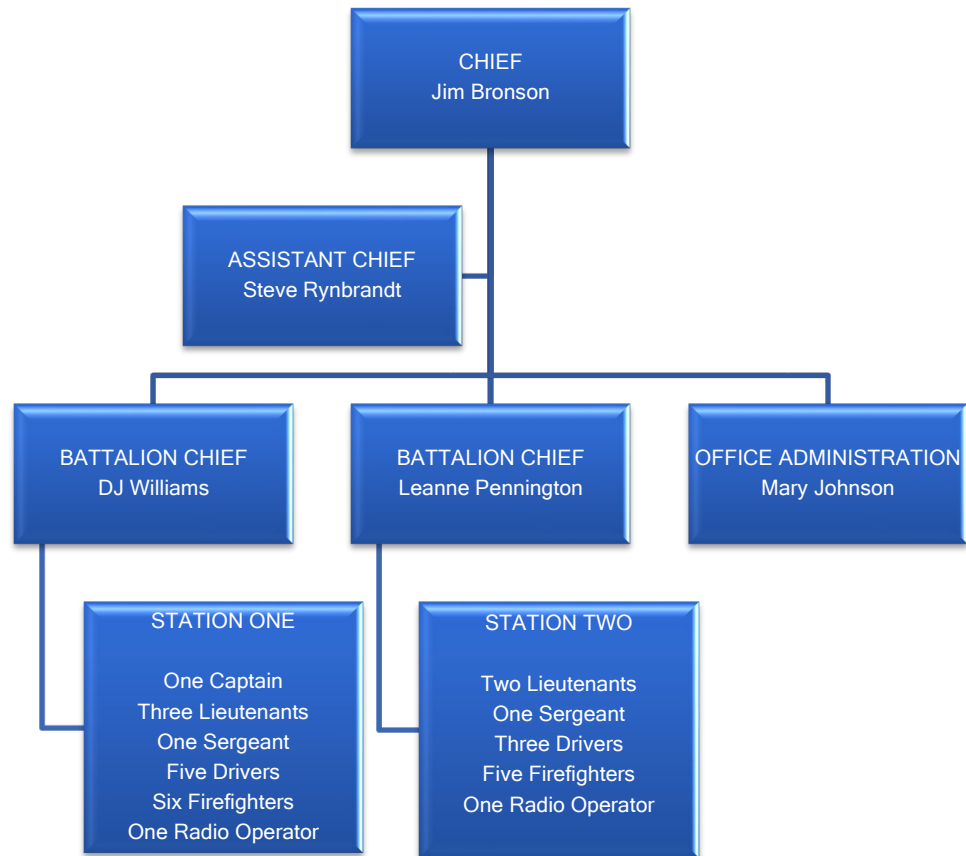 CHIEF
Jim Bronson
ASSISTANT CHIEF
Steve Rynbrandt
BATTALION CHIEF
DJ Williams
BATTALION CHIEF
Leanne Pennington
OFFICE ADMINISTRATION
Mary Johnson
STATION ONE
One Captain
Three Lieutenants
One Sergeant
Five Drivers
Six Firefighters
One Radio Operator
STATION TWO
Two Lieutenants
One Sergeant
Three Drivers
Five Firefighters
One Radio Operator